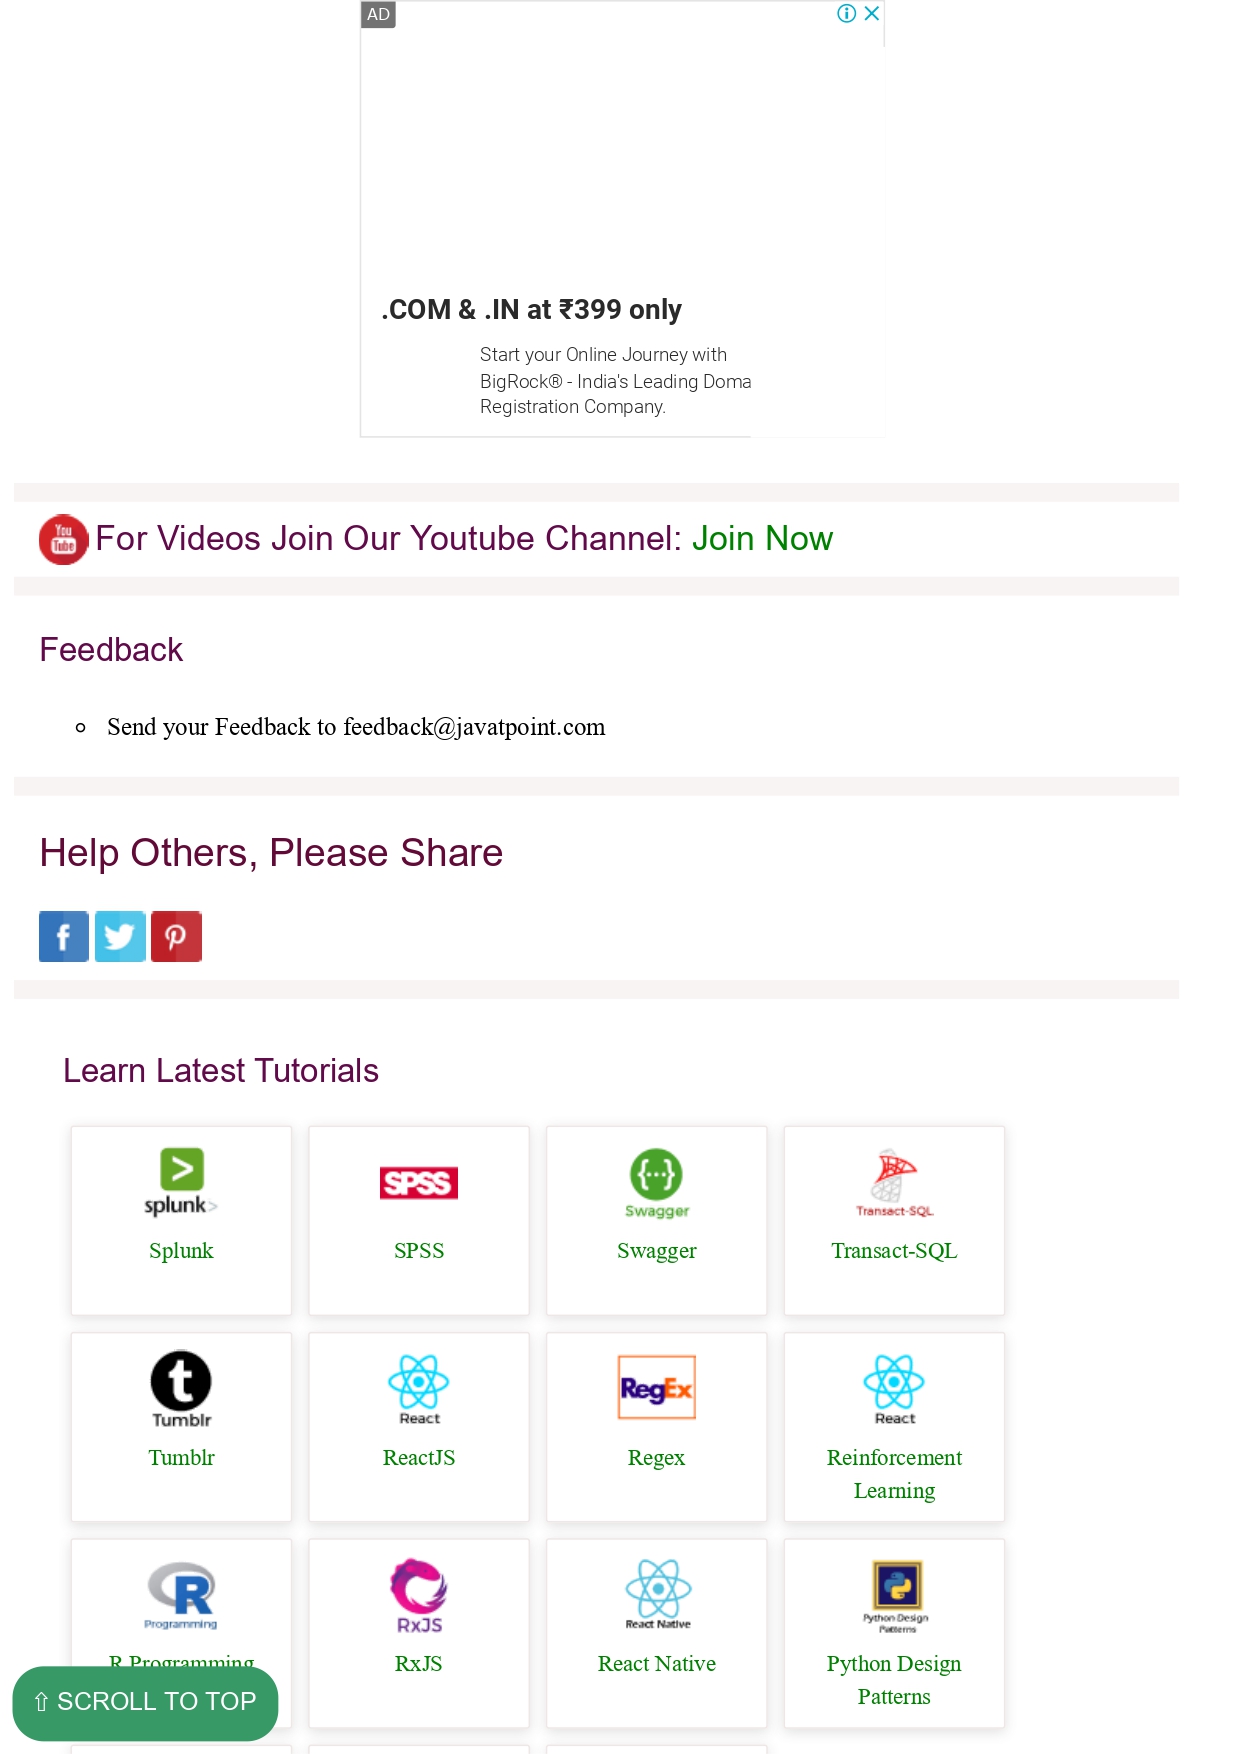 AD
.COM & .IN at ₹399 only
Start your Online Journey with
BigRock® - India's Leading Doma
Registration Company.
You
Tube
For Videos Join Our Youtube Channel: Join Now
Feedback
Send your Feedback to feedback@javatpoint.com
Help Others, Please Share
Learn Latest Tutorials
splunk>
Splunk
SPSS
SPSS
Swagger
Swagger
Transact-SQL
Transact-SQL
Tumblr
Tumblr
React
ReactJS
RegEx
Regex
React
Reinforcement
Learning
R
Programming
R Programming
RxJS
RxJS
React Native
React Native
Python Design
Patterns
Python Design
Patterns
⇧ SCROLL TO TOP